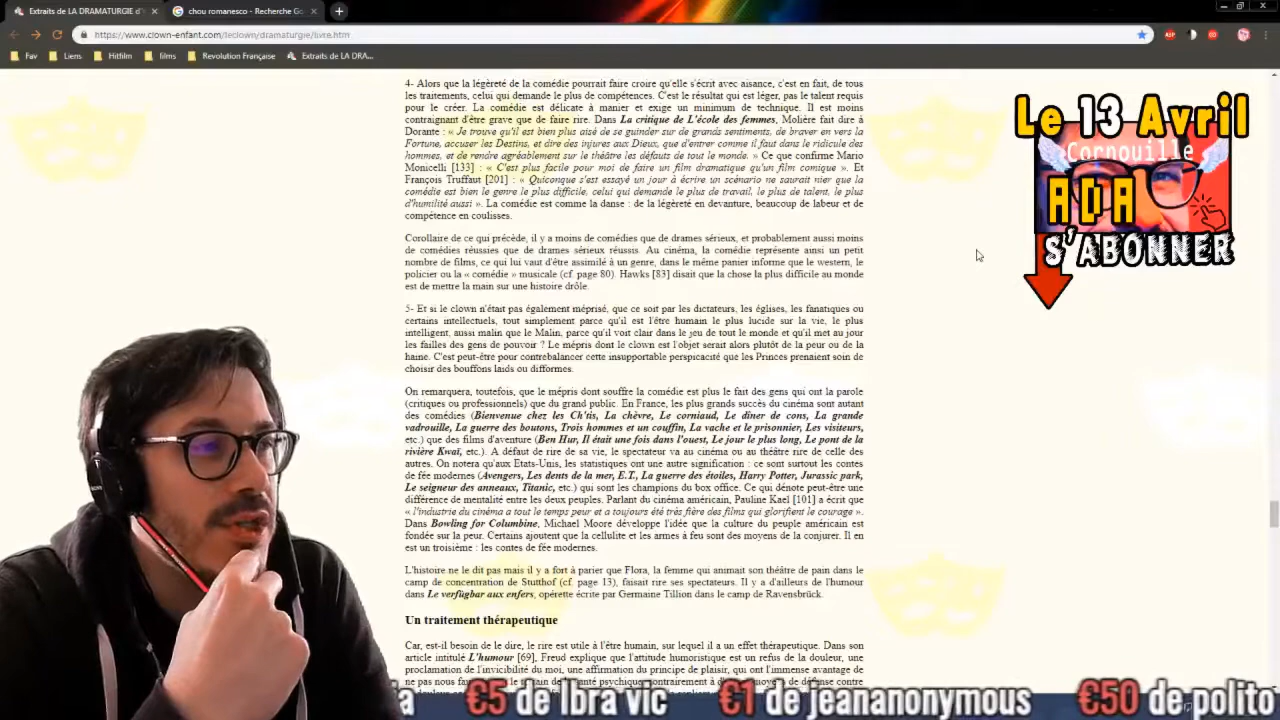 Extraits de LA DRAMATURGIE d'
chou romanesco - Recherche Go
https://www.clown-enfant.com/leclown/dramaturgie/livre.htm
Fav
Liens
Hitfilm
films
Revolution Française
Extraits de LA DRA...
4- Alors que la légèreté de la comédie pourrait faire croire qu'elle s'écrit avec aisance, c'est en fait, de tous
les traitements, celui qui demande le plus de compétences. C'est le résultat qui est léger, pas le talent requis
pour le créer. La comédie est délicate à manier et exige un minimum de technique. Il est moins
contraignant d'être grave que de faire rire. Dans La critique de L'école des femmes, Molière fait dire à
Dorante : « Je trouve qu'il est bien plus aisé de se guinder sur de grands sentiments, de braver en vers la
Fortune, accuser les Destins, et dire des injures aux Dieux, que d'entrer comme il faut dans le ridicule des
hommes, et de rendre agréablement sur le théâtre les défauts de tout le monde. » Ce que confirme Mario
Monicelli [133] : « C'est plus facile pour moi de faire un film dramatique qu'un film comique ». Et
François Truffaut [201] : « Quiconque s'est essayé un jour à écrire un scénario ne saurait nier que la
comédie est bien le genre le plus difficile, celui qui demande le plus de travail, le plus de talent, le plus
d'humilité aussi ». La comédie est comme la danse : de la légèreté en devanture, beaucoup de labeur et de
compétence en coulisses.
Corollaire de ce qui précède, il y a moins de comédies que de drames sérieux, et probablement aussi moins
de comédies réussies que de drames sérieux réussis. Au cinéma, la comédie représente ainsi un petit
nombre de films, ce qui lui vaut d'être assimilé à un genre, dans le même panier informe que le western, le
policier ou la « comédie » musicale (cf. page 80). Hawks [83] disait que la chose la plus difficile au monde
est de mettre la main sur une histoire drôle.
5- Et si le clown n'était pas également méprisé, que ce soit par les dictateurs, les églises, les fanatiques ou
certains intellectuels, tout simplement parce qu'il est l'être humain le plus lucide sur la vie, le plus
intelligent, aussi malin que le Malin, parce qu'il voit clair dans le jeu de tout le monde et qu'il met au jour
les failles des gens de pouvoir ? Le mépris dont le clown est l'objet serait alors plutôt de la peur ou de la
haine. C'est peut-être pour contrebalancer cette insupportable perspicacité que les Princes prenaient soin de
choisir des bouffons laids ou difformes.
On remarquera, toutefois, que le mépris dont souffre la comédie est plus le fait des gens qui ont la parole
(critiques ou professionnels) que du grand public. En France, les plus grands succès du cinéma sont autant
des comédies (Bienvenue chez les Ch'tis, La chèvre, Le corniaud, Le dîner de cons, La grande
vadrouille, La guerre des boutons, Trois hommes et un couffin, La vache et le prisonnier, Les visiteurs,
etc.) que des films d'aventure (Ben Hur, Il était une fois dans l'ouest, Le jour le plus long, Le pont de la
rivière Kwaï, etc.). A défaut de rire de sa vie, le spectateur va au cinéma ou au théâtre rire de celle des
autres. On notera qu'aux Etats-Unis, les statistiques ont une autre signification : ce sont surtout les contes
de fée modernes (Avengers, Les dents de la mer, E.T., La guerre des étoiles, Harry Potter, Jurassic park,
Le seigneur des anneaux, Titanic, etc.) qui sont les champions du box office. Ce qui dénote peut-être une
différence de mentalité entre les deux peuples. Parlant du cinéma américain, Pauline Kael [101] a écrit que
« l'industrie du cinéma a tout le temps peur et a toujours été très fière des films qui glorifient le courage ».
Dans Bowling for Columbine, Michael Moore développe l'idée que la culture du peuple américain est
fondée sur la peur. Certains ajoutent que la cellulite et les armes à feu sont des moyens de la conjurer. Il en
est un troisième : les contes de fée modernes.
L'histoire ne le dit pas mais il y a fort à parier que Flora, la femme qui animait son théâtre de pain dans le
camp de concentration de Stutthof (cf. page 13), faisait rire ses spectateurs. Il y a d'ailleurs de l'humour
dans Le verfügbar aux enfers, opérette écrite par Germaine Tillion dans le camp de Ravensbrück.
Un traitement thérapeutique
Car, est-il besoin de le dire, le rire est utile à l'être humain, sur lequel il a un effet thérapeutique. Dans son
article intitulé L'humour [69], Freud explique que l'attitude humoristique est un refus de la douleur, une
proclamation de l'invincibilité du moi, une affirmation du principe de plaisir, qui ont l'immense avantage de
Le 13 Avril
Cornouille
ADA
S'ABONNER
€5 de Ibra vic €1 de jeananonymous €50 de polito